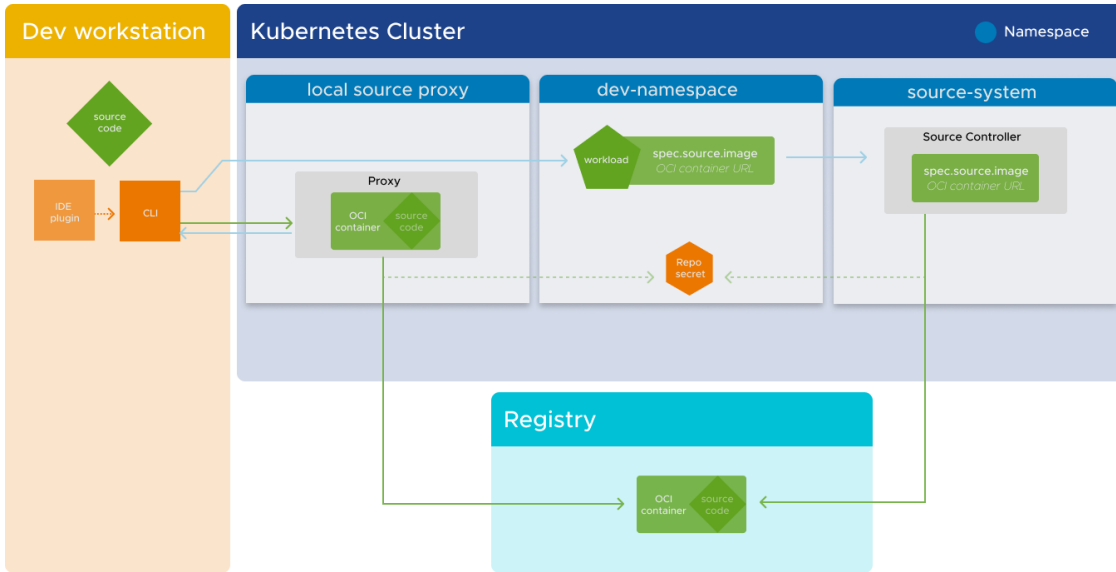 Dev workstation
Kubernetes Cluster
Namespace
local source proxy
dev-namespace
source-system
source
code
IDE
plugin
CLI
Proxy
OCI
container
source
code
workload
spec.source.image
OCI container URL
Source Controller
spec.source.image
OCI container URL
Repo
secret
Registry
OCI
container
source
code